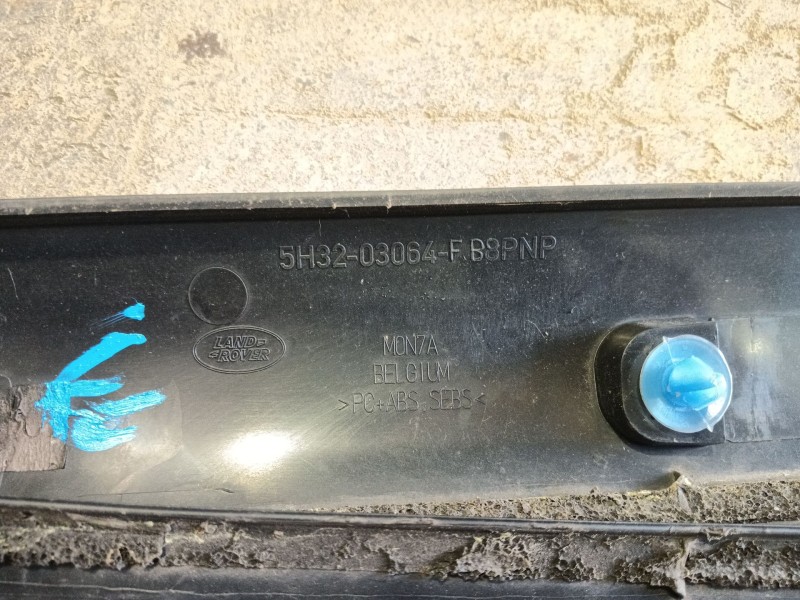 5H32-03064-F.B8PNP
LAND
ROVER
MONZA
BELGIUM
>PC+ABS.SEBS<